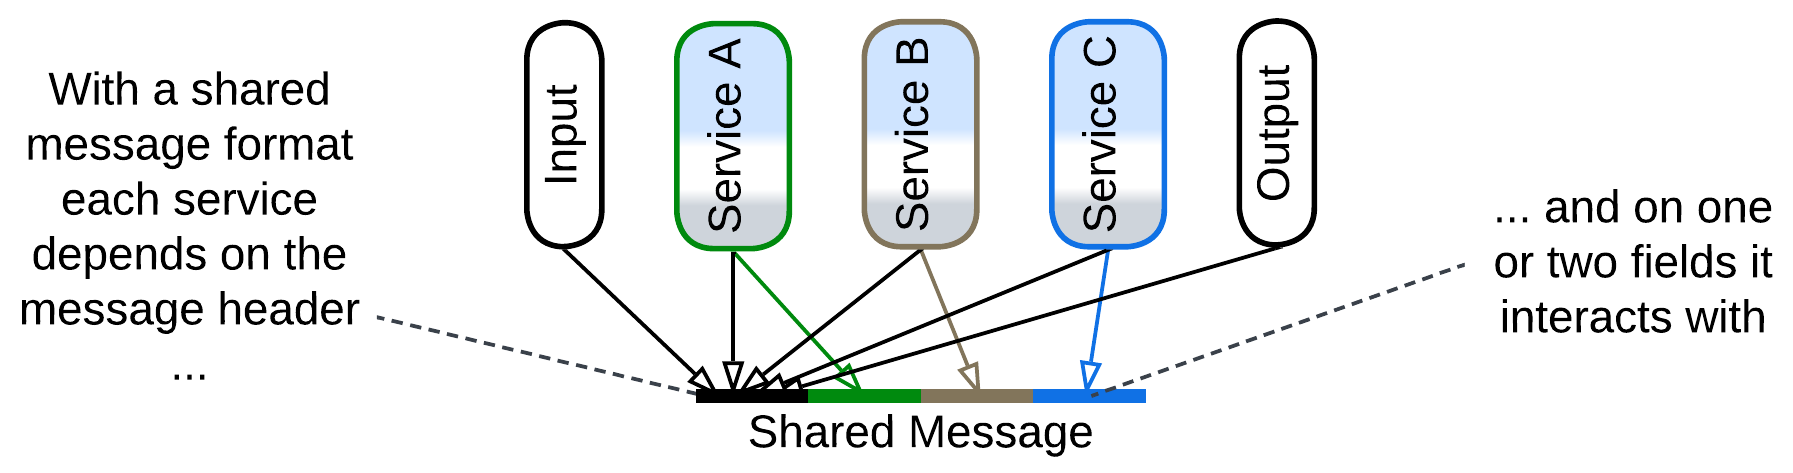 With a shared
message format
each service
depends on the
message header
...
Input
Service A
Service B
Service C
Output
... and on one
or two fields it
interacts with
Shared Message